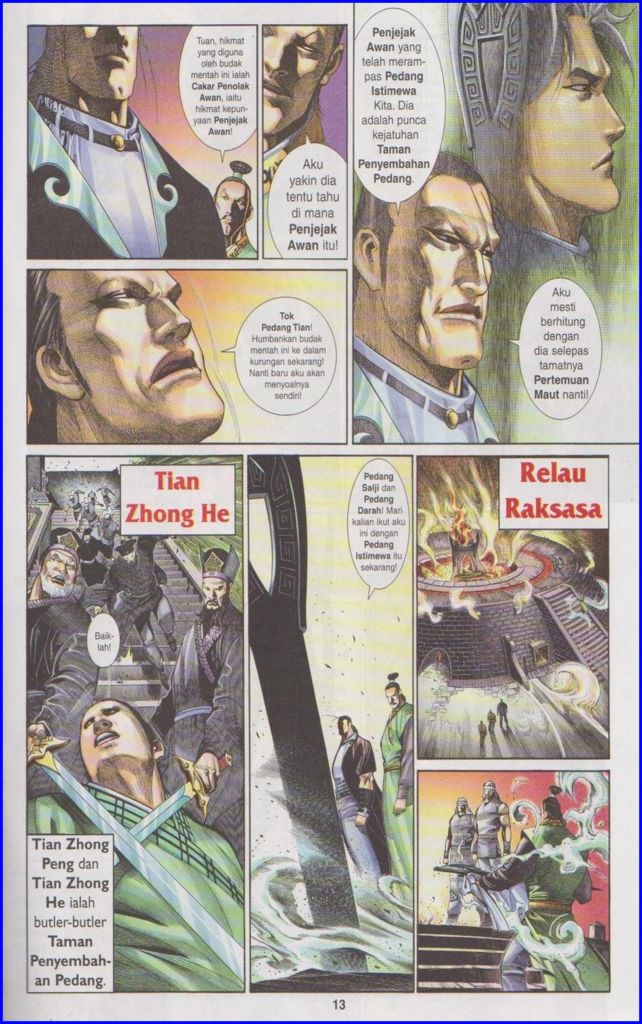 Tuan, hikmat
yang diguna
oleh budak
mentah ini ialah
Cakar Penolak
Awan, iaitu
hikmat kepun-
yaan Penjejak
Awan!
Aku
yakin dia
tentu tahu
di mana
Penjejak
Awan itu!
Penjejak
Awan yang
telah meram-
pas Pedang
Istimewa
Kita. Dia
adalah punca
kejatuhan
Taman
Penyembahan
Pedang.
Aku
mesti
berhitung
dengan
dia selepas
tamatnya
Pertemuan
Maut nanti!
Tok
Pedang Tian!
Humbankan budak
mentah ini ke dalam
kurungan sekarang!
Nanti baru aku akan
menyoalnya
sendiri!
Tian
Zhong He
Baik-
lah!
Tian Zhong
Peng dan
Tian Zhong
He ialah
butler-butler
Taman
Penyembah-
an Pedang.
Pedang
Salji dan
Pedang
Darah! Mari
kalian ikut aku
ini dengan
Pedang
Istimewa itu
sekarang!
Relau
Raksasa
13